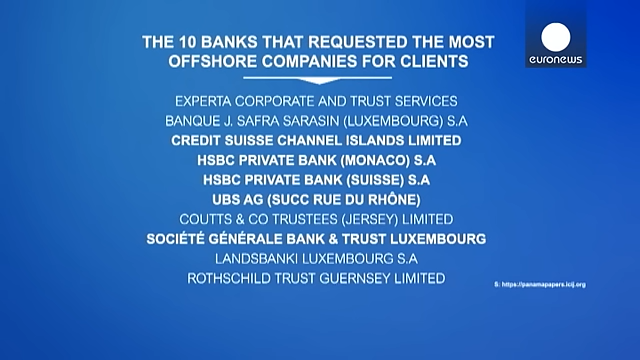 THE 10 BANKS THAT REQUESTED THE MOST
OFFSHORE COMPANIES FOR CLIENTS
euronews
EXPERTA CORPORATE AND TRUST SERVICES
BANQUE J. SAFRA SARASIN (LUXEMBOURG) S.A
CREDIT SUISSE CHANNEL ISLANDS LIMITED
HSBC PRIVATE BANK (MONACO) S.A
HSBC PRIVATE BANK (SUISSE) S.A
UBS AG (SUCC RUE DU RHÔNE)
COUTTS & CO TRUSTEES (JERSEY) LIMITED
SOCIÉTÉ GÉNÉRALE BANK & TRUST LUXEMBOURG
LANDSBANKI LUXEMBOURG S.A
ROTHSCHILD TRUST GUERNSEY LIMITED
S: https://panamapapers.icij.org